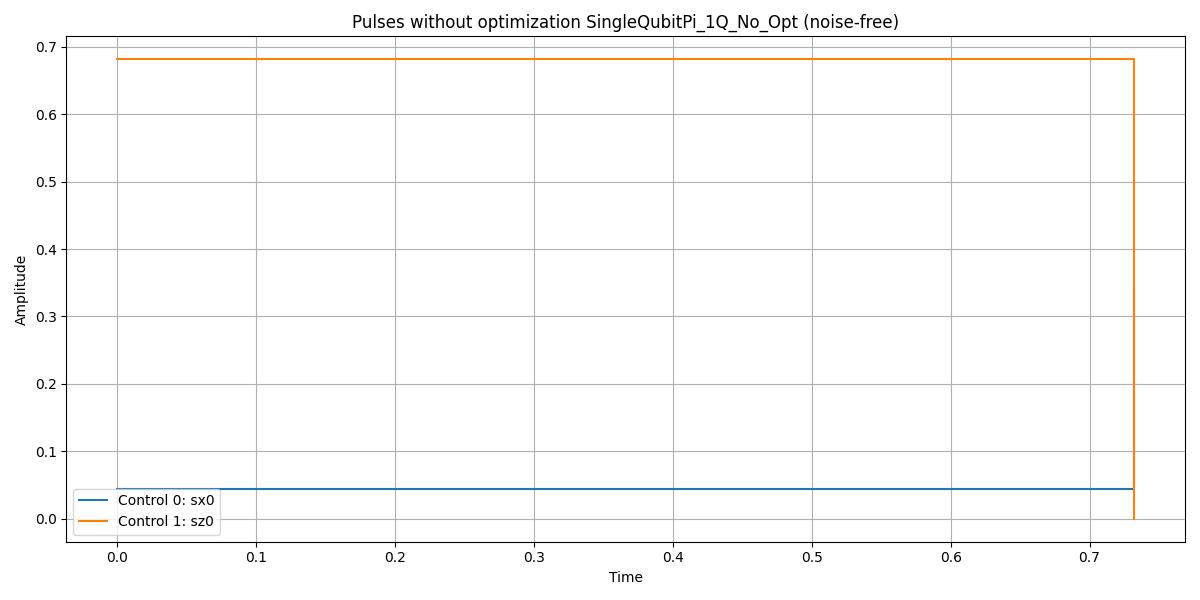 Pulses without optimization SingleQubitPi_1Q_No_Opt (noise-free)
0.7
0.6
0.5
0.4
0.3
0.2
0.1
0.0
Amplitude
Control 0: sx0
Control 1: sz0
0.0 0.1 0.2 0.3 0.4 0.5 0.6 0.7
Time